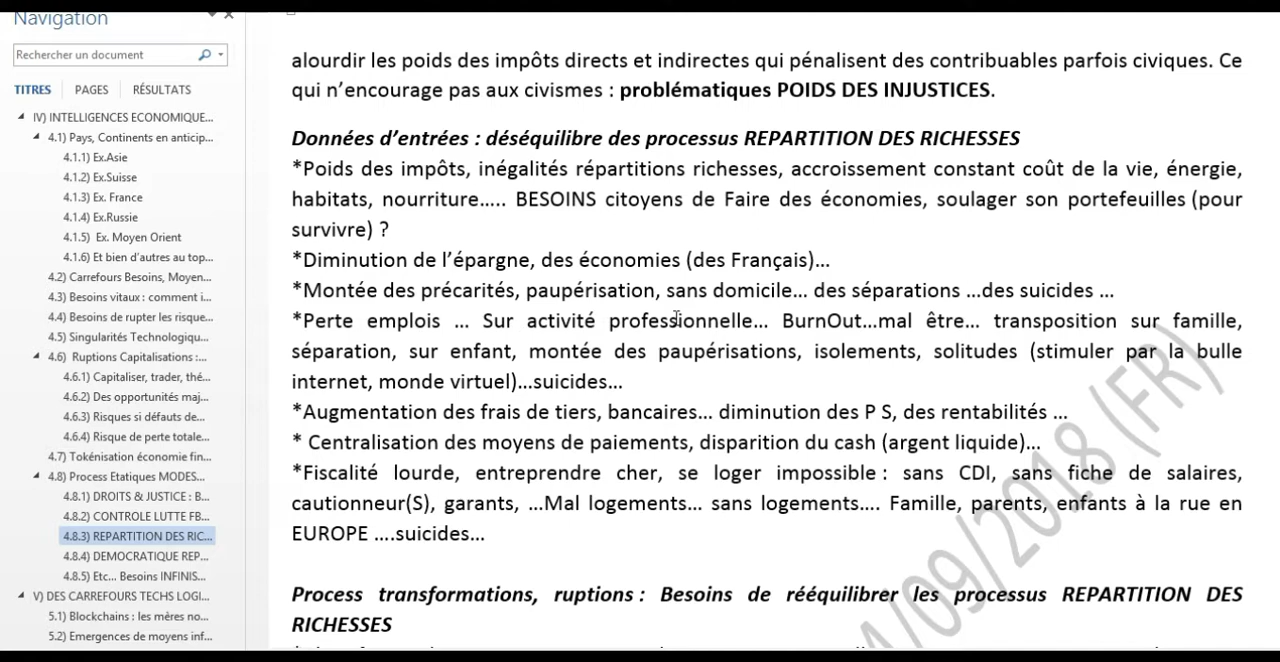 Navigation
Rechercher un document
TITRES PAGES RÉSULTATS
IV) INTELLIGENCES ECONOMIQUE...
4.1) Pays, Continents en anticip...
4.1.1) Ex.Asie
4.1.2) Ex.Suisse
4.1.3) Ex. France
4.1.4) Ex.Russie
4.1.5) Ex. Moyen Orient
4.1.6) Et bien d'autres au top...
4.2) Carrefours Besoins, Moyen...
4.3) Besoins vitaux : comment i...
4.4) Besoins de rupter les risque...
4.5) Singularités Technologiqu...
4.6) Ruptions Capitalisations :...
4.6.1) Capitaliser, trader, thé...
4.6.2) Des opportunités maj...
4.6.3) Risques si défauts de...
4.6.4) Risque de perte totale...
4.7) Tokénisation économie fin...
4.8) Process Etatiques MODES...
4.8.1) DROITS & JUSTICE : B...
4.8.2) CONTROLE LUTTE FB...
4.8.3) REPARTITION DES RIC...
4.8.4) DEMOCRATIQUE REP...
4.8.5) Etc... Besoins INFINIS...
V) DES CARREFOURS TECHS LOGI...
5.1) Blockchains : les mères no...
5.2) Emergences de moyens inf...
alourdir les poids des impôts directs et indirectes qui pénalisent des contribuables parfois civiques. Ce
qui n'encourage pas aux civismes : problématiques POIDS DES INJUSTICES.
Données d'entrées : déséquilibre des processus REPARTITION DES RICHESSES
*Poids des impôts, inégalités répartitions richesses, accroissement constant coût de la vie, énergie,
habitats, nourriture..... BESOINS citoyens de Faire des économies, soulager son portefeuilles (pour
survivre) ?
*Diminution de l'épargne, des économies (des Français)...
*Montée des précarités, paupérisation, sans domicile... des séparations ...des suicides ...
*Perte emplois ... Sur activité professionnelle... BurnOut...mal être... transposition sur famille,
séparation, sur enfant, montée des paupérisations, isolements, solitudes (stimuler par la bulle
internet, monde virtuel)...suicides...
*Augmentation des frais de tiers, bancaires... diminution des P S, des rentabilités ...
* Centralisation des moyens de paiements, disparition du cash (argent liquide)...
*Fiscalité lourde, entreprendre cher, se loger impossible : sans CDI, sans fiche de salaires,
cautionneur(S), garants, ...Mal logements... sans logements.... Famille, parents, enfants à la rue en
EUROPE ....suicides...
Process transformations, ruptions : Besoins de rééquilibrer les processus REPARTITION DES
RICHESSES
/09/2018 (FR)